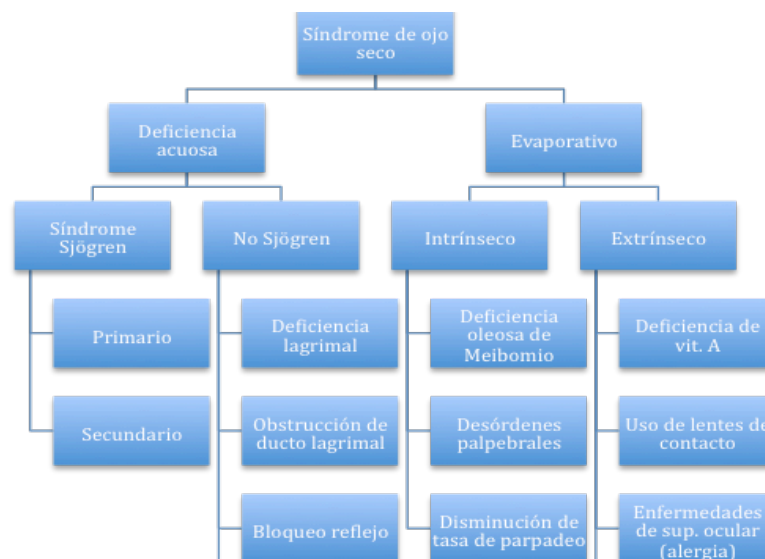 Síndrome de ojo
seco
Deficiencia
acuosa
Evaporativo
Síndrome
Sjögren
No Sjögren
Intrínseco
Extrínseco
Primario
Deficiencia
lagrimal
Deficiencia
oleosa de
Meibomio
Deficiencia de
vit. A
Secundario
Obstrucción de
ducto lagrimal
Desórdenes
palpebrales
Uso de lentes de
contacto
Bloqueo reflejo
Disminución de
tasa de parpadeo
Enfermedades
de sup. ocular
(alergia)